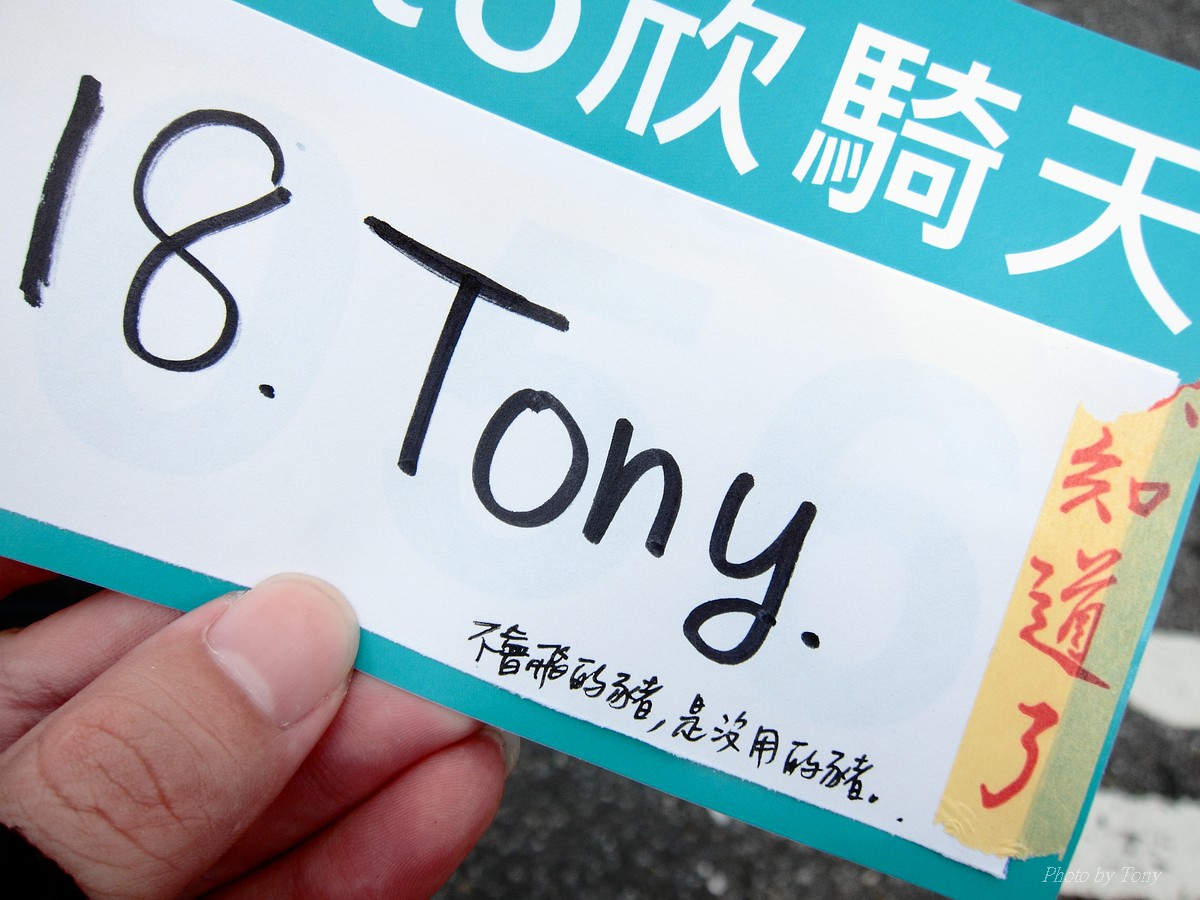 欣騎天
18. Tony.
不會飛的豬,是沒用的豬.
知道了
Photo by Tony